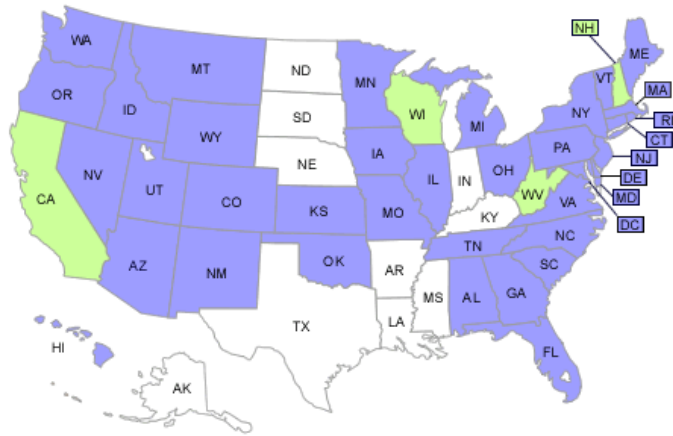 NH
WA
ME
MT
ND
VT
MN
OR
MA
ID
SD
WI
NY
WY
MI
RI
CT
PA
NE
IA
NJ
OH
NV
IL
IN
DE
UT
CA
CO
WV
MD
VA
KS
MO
KY
DC
NC
TN
OK
AZ
NM
AR
SC
MS
AL
GA
LA
TX
HI
FL
AK